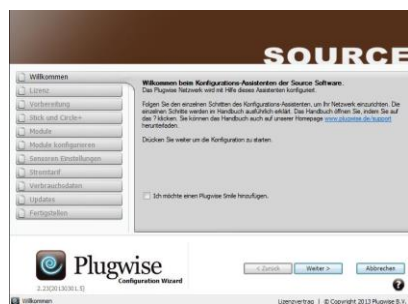 SOURCE
Willkommen
Lizenz
Vorbereitung
Stick und Circle+
Module
Module konfigurieren
Sensoren Einstellungen
Stromtarif
Verbrauchsdaten
Updates
Fertigstellen
Willkommen beim Konfigurations-Assistenten der Source Software.
Das Plugwise Netzwerk wird mit Hilfe dieses Assistenten konfiguriert.
Folgen Sie den einzelnen Schritten des Konfigurations-Assistenten, um Ihr Netzwerk einzurichten. Die
einzelnen Schritte werden im Handbuch ausführlich erklärt. Das Handbuch öffnen Sie, indem Sie auf
das ? klicken. Sie können das Handbuch auch auf unserer Homepage www.plugwise.de/support
herunterladen.
Drücken Sie weiter um die Konfiguration zu starten.
Ich möchte einen Plugwise Smile hinzufügen.
Plugwise
Configuration Wizard
< Zurück
Weiter >
Abbrechen
?
Willkommen
Lizenzvertrag | © Copyright 2013 Plugwise B.V.